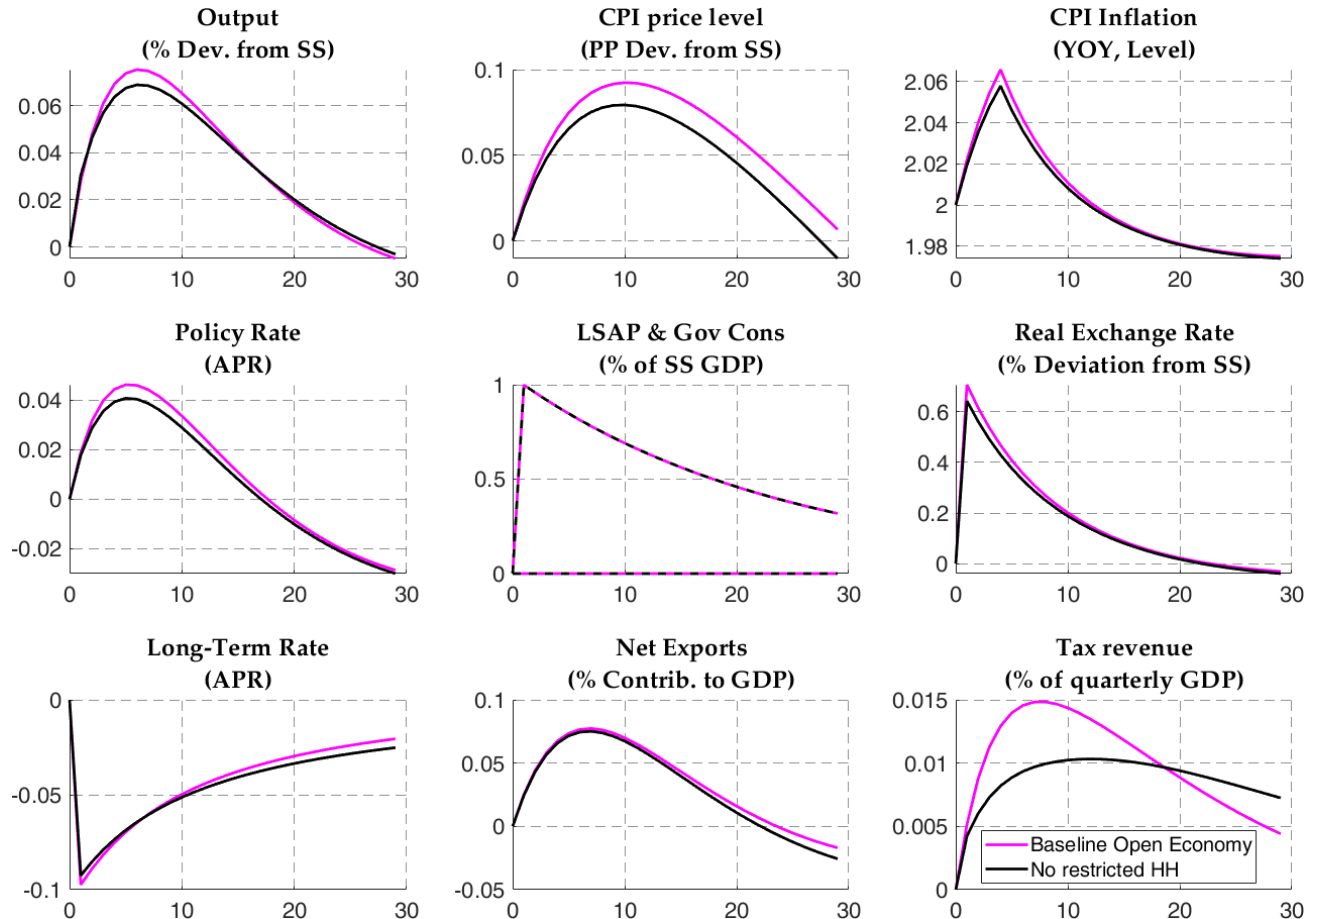 Output
(% Dev. from SS)
0.06
0.04
0.02
0
0 10 20 30
CPI price level
(PP Dev. from SS)
0.1
0.05
0
0 10 20 30
CPI Inflation
(YOY, Level)
2.06
2.04
2.02
2
1.98
0 10 20 30
Policy Rate
(APR)
0.04
0.02
0
-0.02
0 10 20 30
LSAP & Gov Cons
(% of SS GDP)
1
0.5
0
0 10 20 30
Real Exchange Rate
(% Deviation from SS)
0.6
0.4
0.2
0
0 10 20 30
Long-Term Rate
(APR)
0
-0.05
-0.1
0 10 20 30
Net Exports
(% Contrib. to GDP)
0.1
0.05
0
-0.05
0 10 20 30
Tax revenue
(% of quarterly GDP)
0.015
0.01
0.005
0
Baseline Open Economy
No restricted HH
0 10 20 30